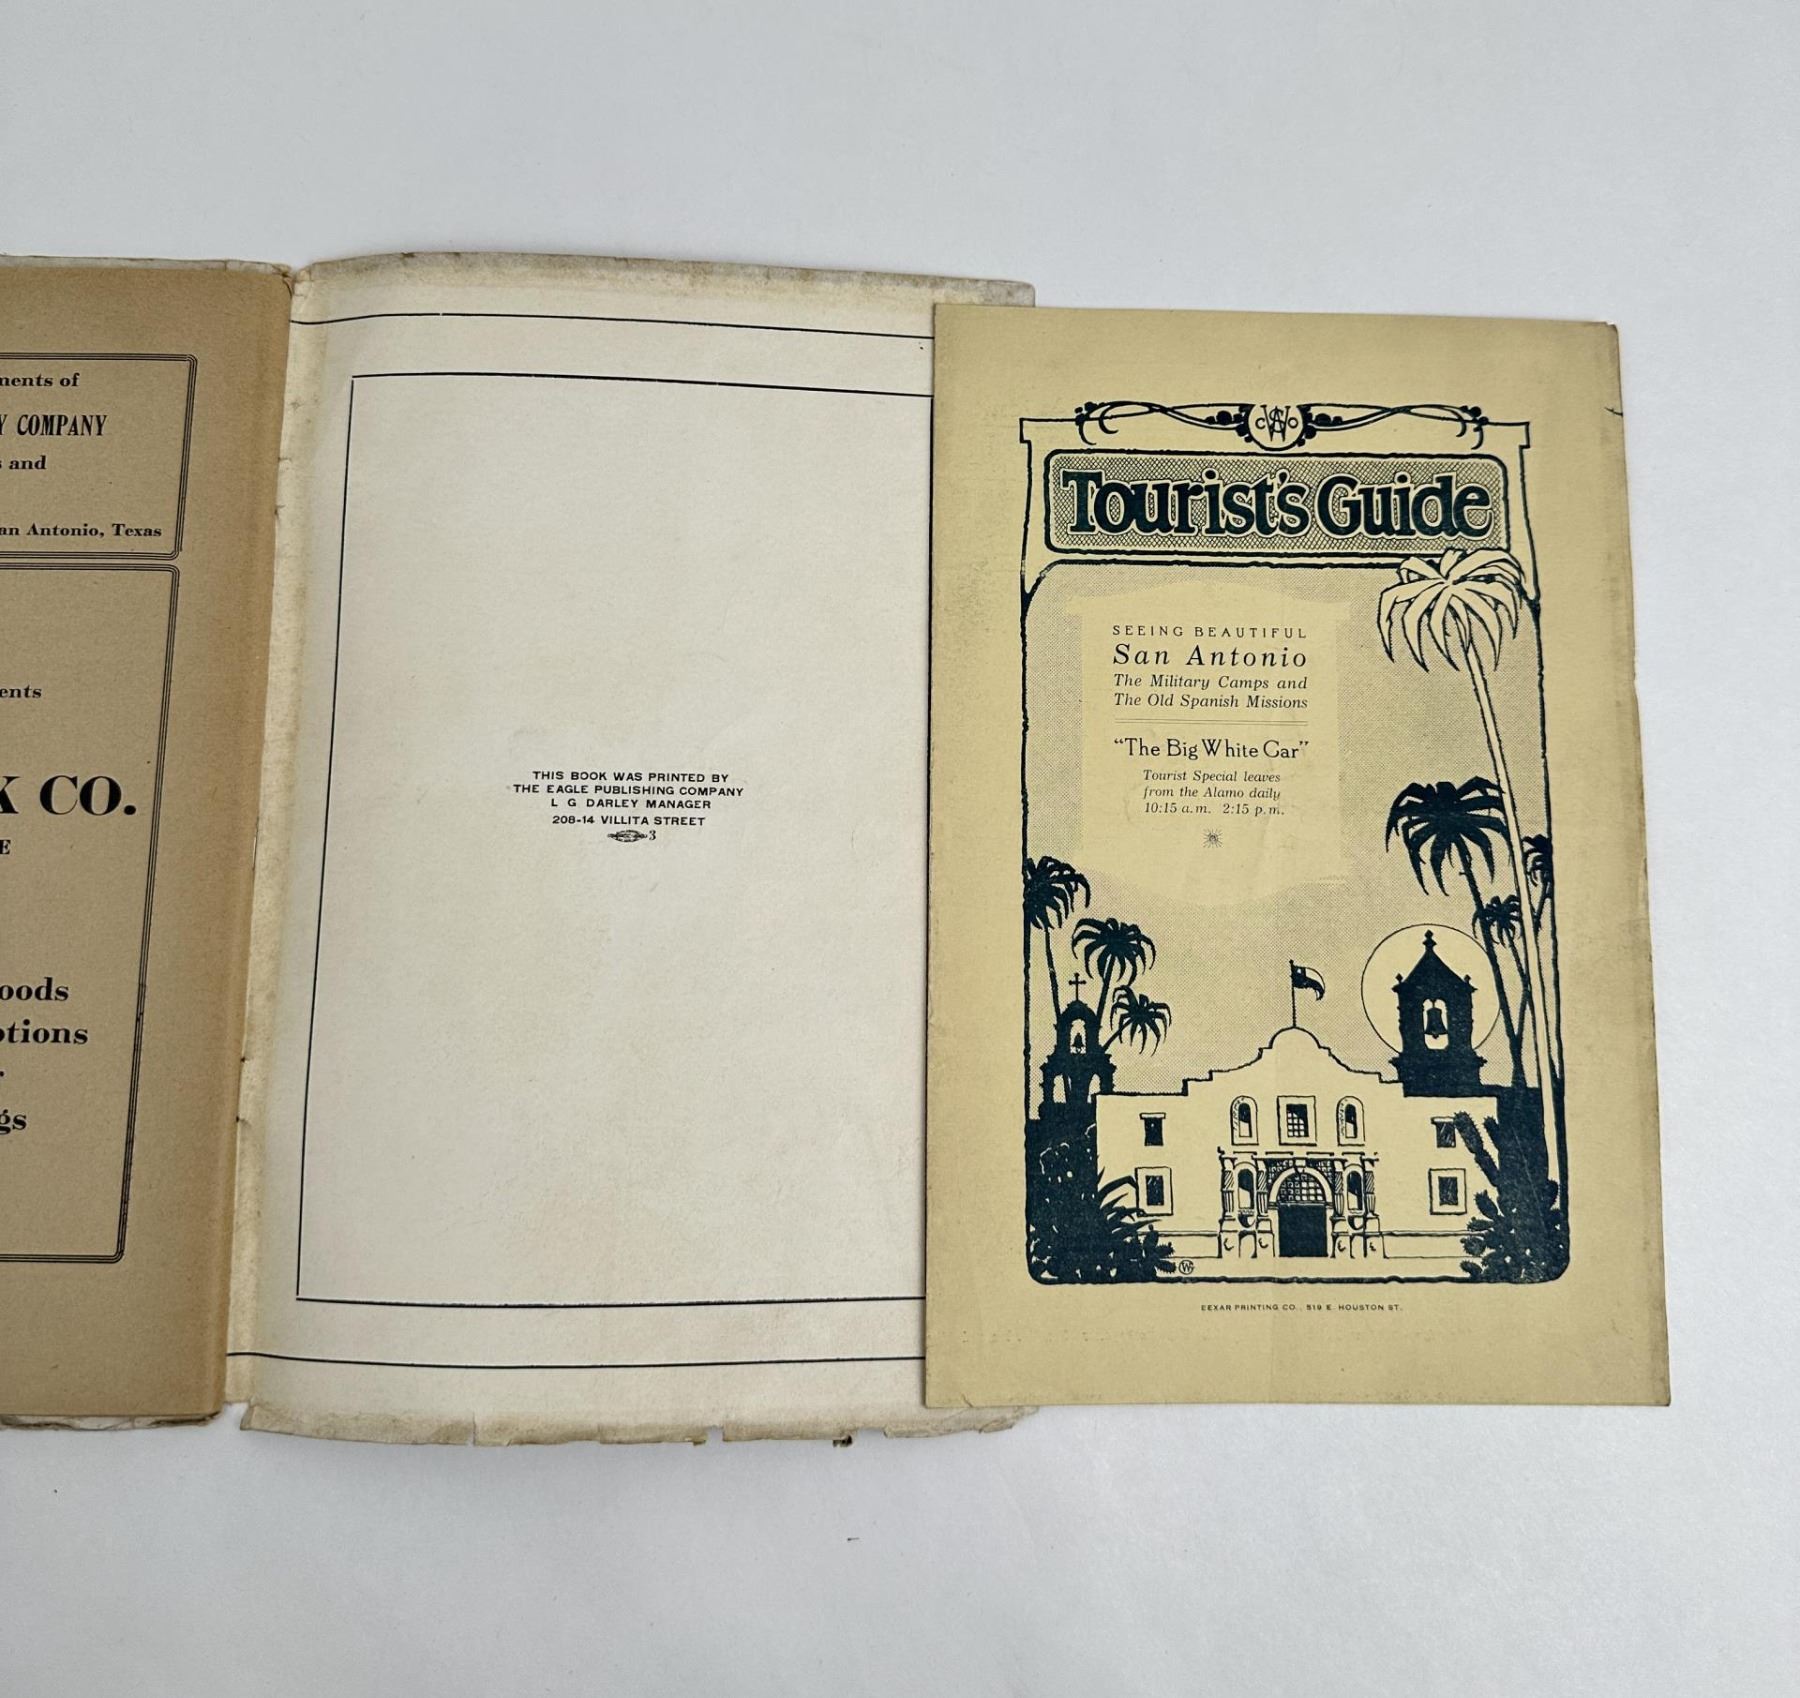 ments of
Y COMPANY
s and
an Antonio, Texas
ents
K CO.
E
oods
otions
gs
THIS BOOK WAS PRINTED BY
THE EAGLE PUBLISHING COMPANY
L G DARLEY MANAGER
208-14 VILLITA STREET
3
Tourist's Guide
SEEING BEAUTIFUL
San Antonio
The Military Camps and
The Old Spanish Missions
"The Big White Car"
Tourist Special leaves
from the Alamo daily
10:15 a.m. 2:15 p.m.
BEXAR PRINTING CO., 519 E. HOUSTON ST.